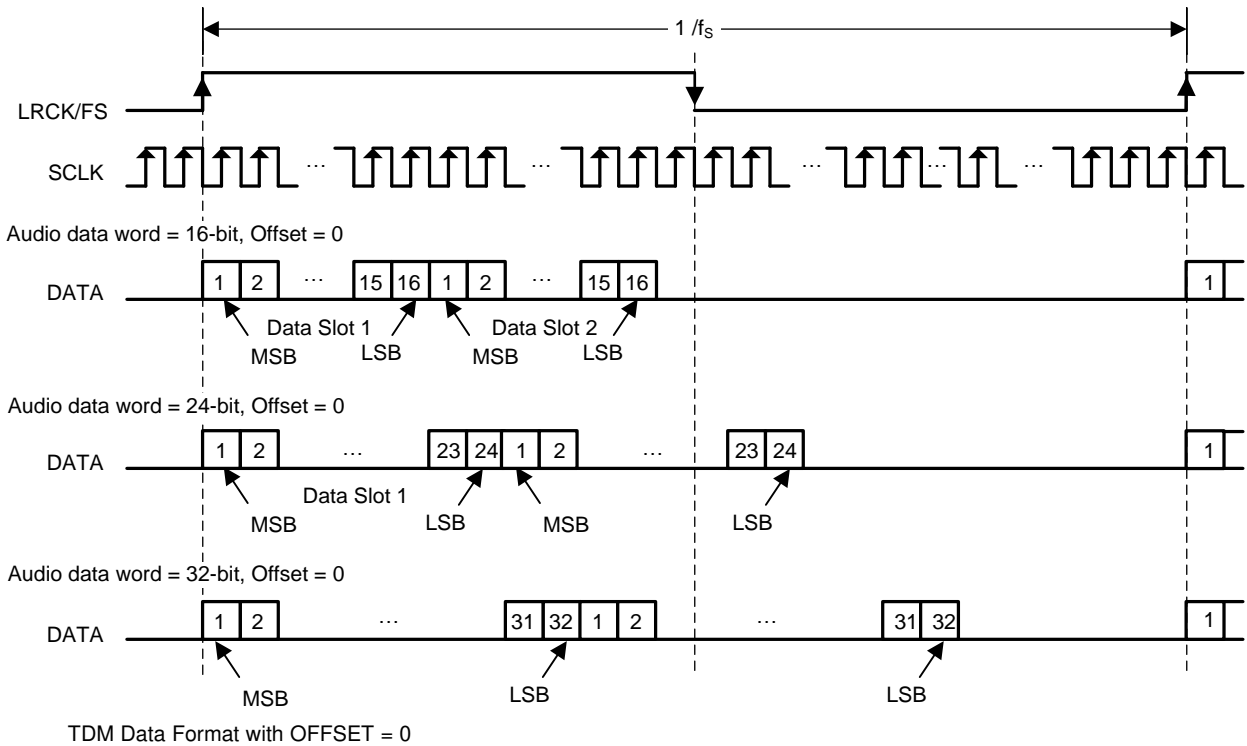 1 /fS
LRCK/FS
SCLK
... ... ... ... ...
Audio data word = 16-bit, Offset = 0
DATA 1 2 ... 15 16 1 2 ... 15 16 1
Data Slot 1 Data Slot 2
MSB LSB MSB LSB
Audio data word = 24-bit, Offset = 0
DATA 1 2 ... 23 24 1 2 ... 23 24 1
Data Slot 1
MSB LSB MSB LSB
Audio data word = 32-bit, Offset = 0
DATA 1 2 ... 31 32 1 2 ... 31 32 1
MSB LSB LSB
TDM Data Format with OFFSET = 0